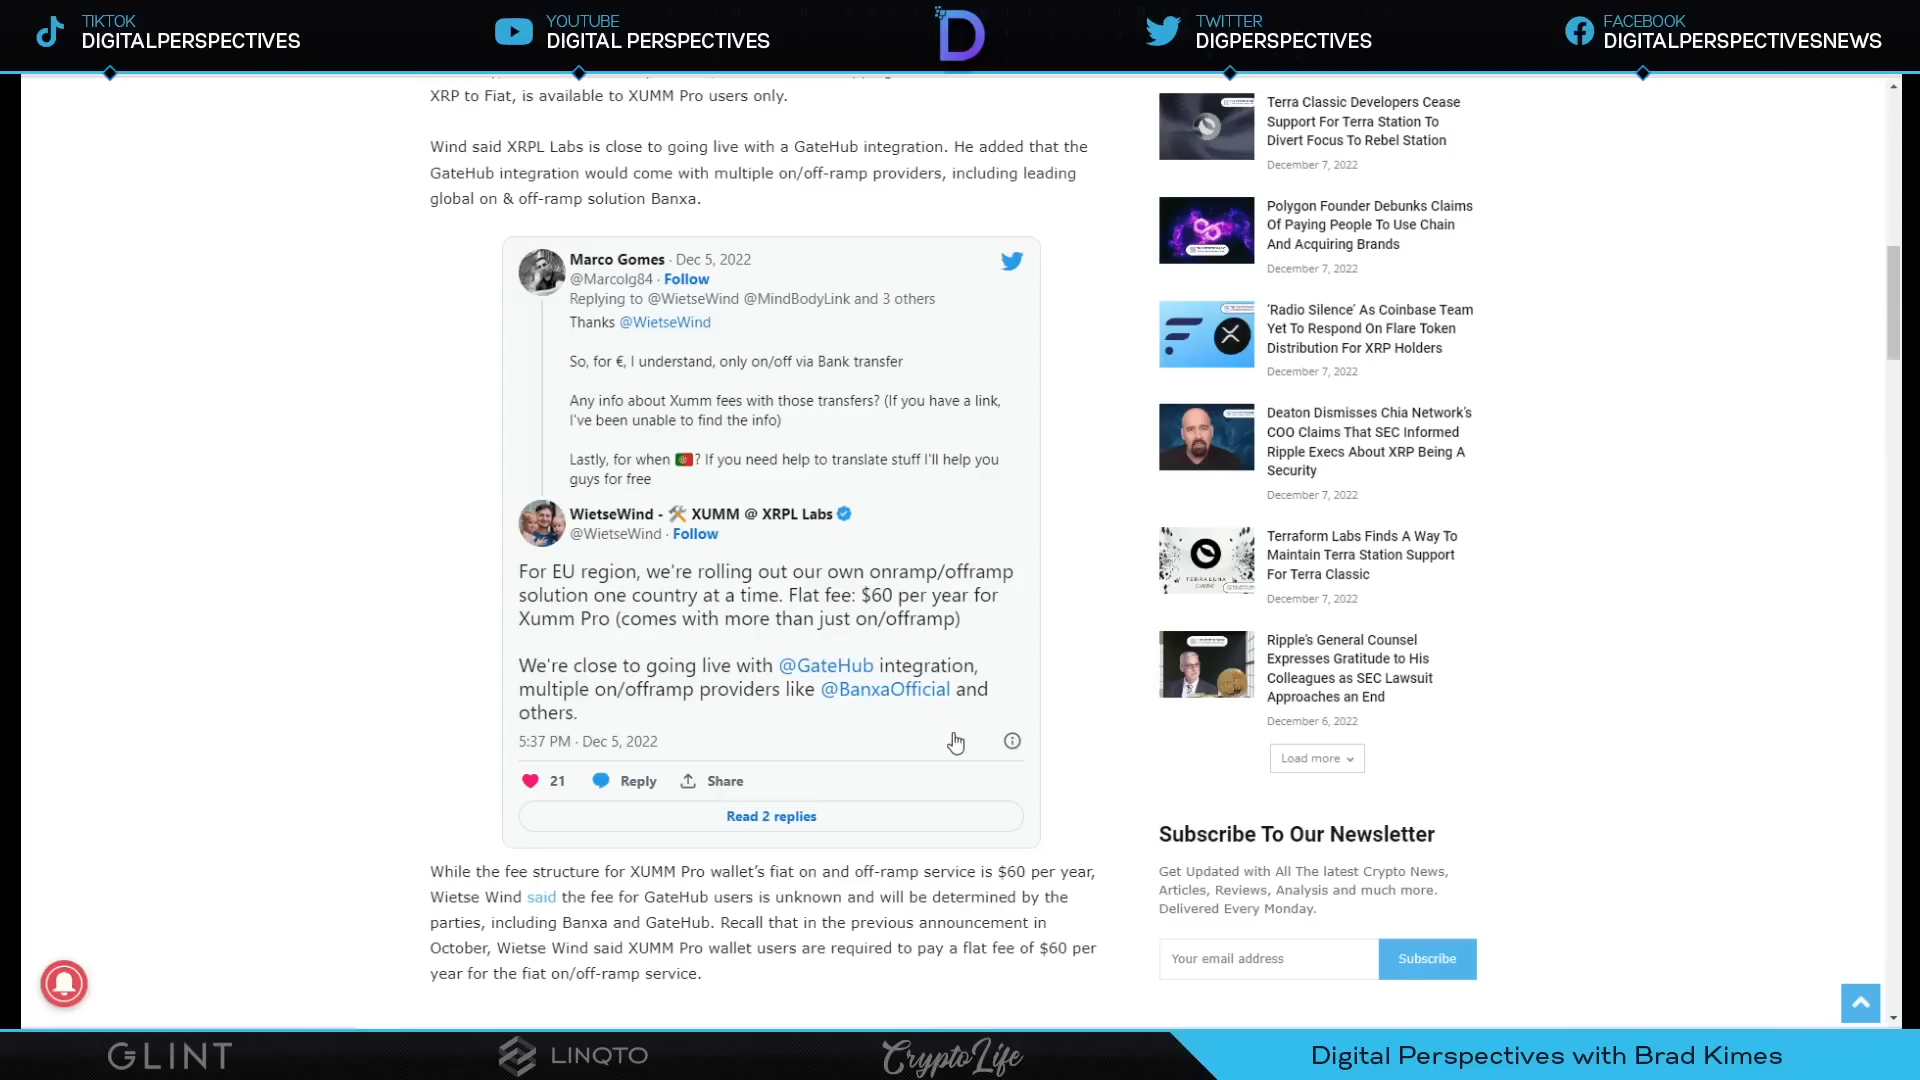 TIKTOK
DIGITALPERSPECTIVES
YOUTUBE
DIGITAL PERSPECTIVES
D
TWITTER
DIGPERSPECTIVES
FACEBOOK
DIGITALPERSPECTIVESNEWS
XRP to Fiat, is available to XUMM Pro users only.
Wind said XRPL Labs is close to going live with a GateHub integration. He added that the
GateHub integration would come with multiple on/off-ramp providers, including leading
global on & off-ramp solution Banxa.
Marco Gomes · Dec 5, 2022
@Marcolg84 · Follow
Replying to @WietseWind @MindBodyLink and 3 others
Thanks @WietseWind
So, for €, I understand, only on/off via Bank transfer
Any info about Xumm fees with those transfers? (If you have a link,
I've been unable to find the info)
Lastly, for when 🇵🇹? If you need help to translate stuff I'll help you
guys for free
WietseWind - 🛠 XUMM @ XRPL Labs
@WietseWind · Follow
For EU region, we're rolling out our own onramp/offramp
solution one country at a time. Flat fee: $60 per year for
Xumm Pro (comes with more than just on/offramp)
We're close to going live with @GateHub integration,
multiple on/offramp providers like @BanxaOfficial and
others.
5:37 PM · Dec 5, 2022
21 Reply Share
Read 2 replies
While the fee structure for XUMM Pro wallet's fiat on and off-ramp service is $60 per year,
Wietse Wind said the fee for GateHub users is unknown and will be determined by the
parties, including Banxa and GateHub. Recall that in the previous announcement in
October, Wietse Wind said XUMM Pro wallet users are required to pay a flat fee of $60 per
year for the fiat on/off-ramp service.
Terra Classic Developers Cease
Support For Terra Station To
Divert Focus To Rebel Station
December 7, 2022
Polygon Founder Debunks Claims
Of Paying People To Use Chain
And Acquiring Brands
December 7, 2022
'Radio Silence' As Coinbase Team
Yet To Respond On Flare Token
Distribution For XRP Holders
December 7, 2022
Deaton Dismisses Chia Network's
COO Claims That SEC Informed
Ripple Execs About XRP Being A
Security
December 7, 2022
TERRA LUNA
CLASSIC
Terraform Labs Finds A Way To
Maintain Terra Station Support
For Terra Classic
December 7, 2022
Ripple's General Counsel
Expresses Gratitude to His
Colleagues as SEC Lawsuit
Approaches an End
December 6, 2022
Load more
Subscribe To Our Newsletter
Get Updated with All The latest Crypto News,
Articles, Reviews, Analysis and much more.
Delivered Every Monday.
Your email address
Subscribe
GLINT
LINQTO
CryptoLife
Digital Perspectives with Brad Kimes